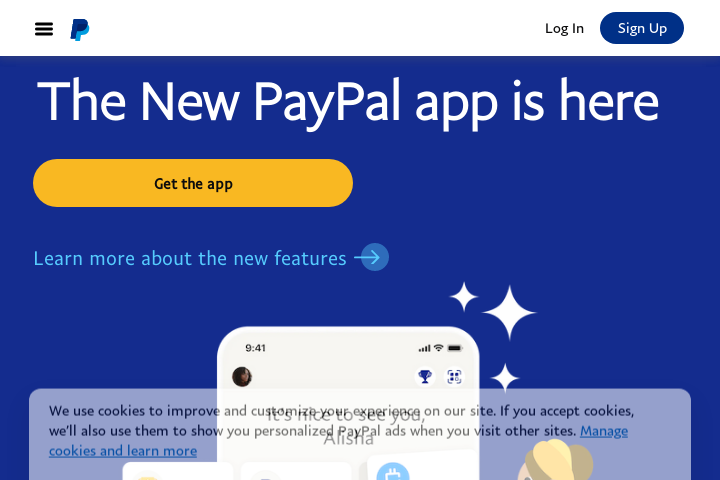 Log In
Sign Up
The New PayPal app is here
Get the app
Learn more about the new features
9:41
It's nice to see you,
Alisha
We use cookies to improve and customize your experience on our site. If you accept cookies,
we'll also use them to show you personalized PayPal ads when you visit other sites. Manage
cookies and learn more